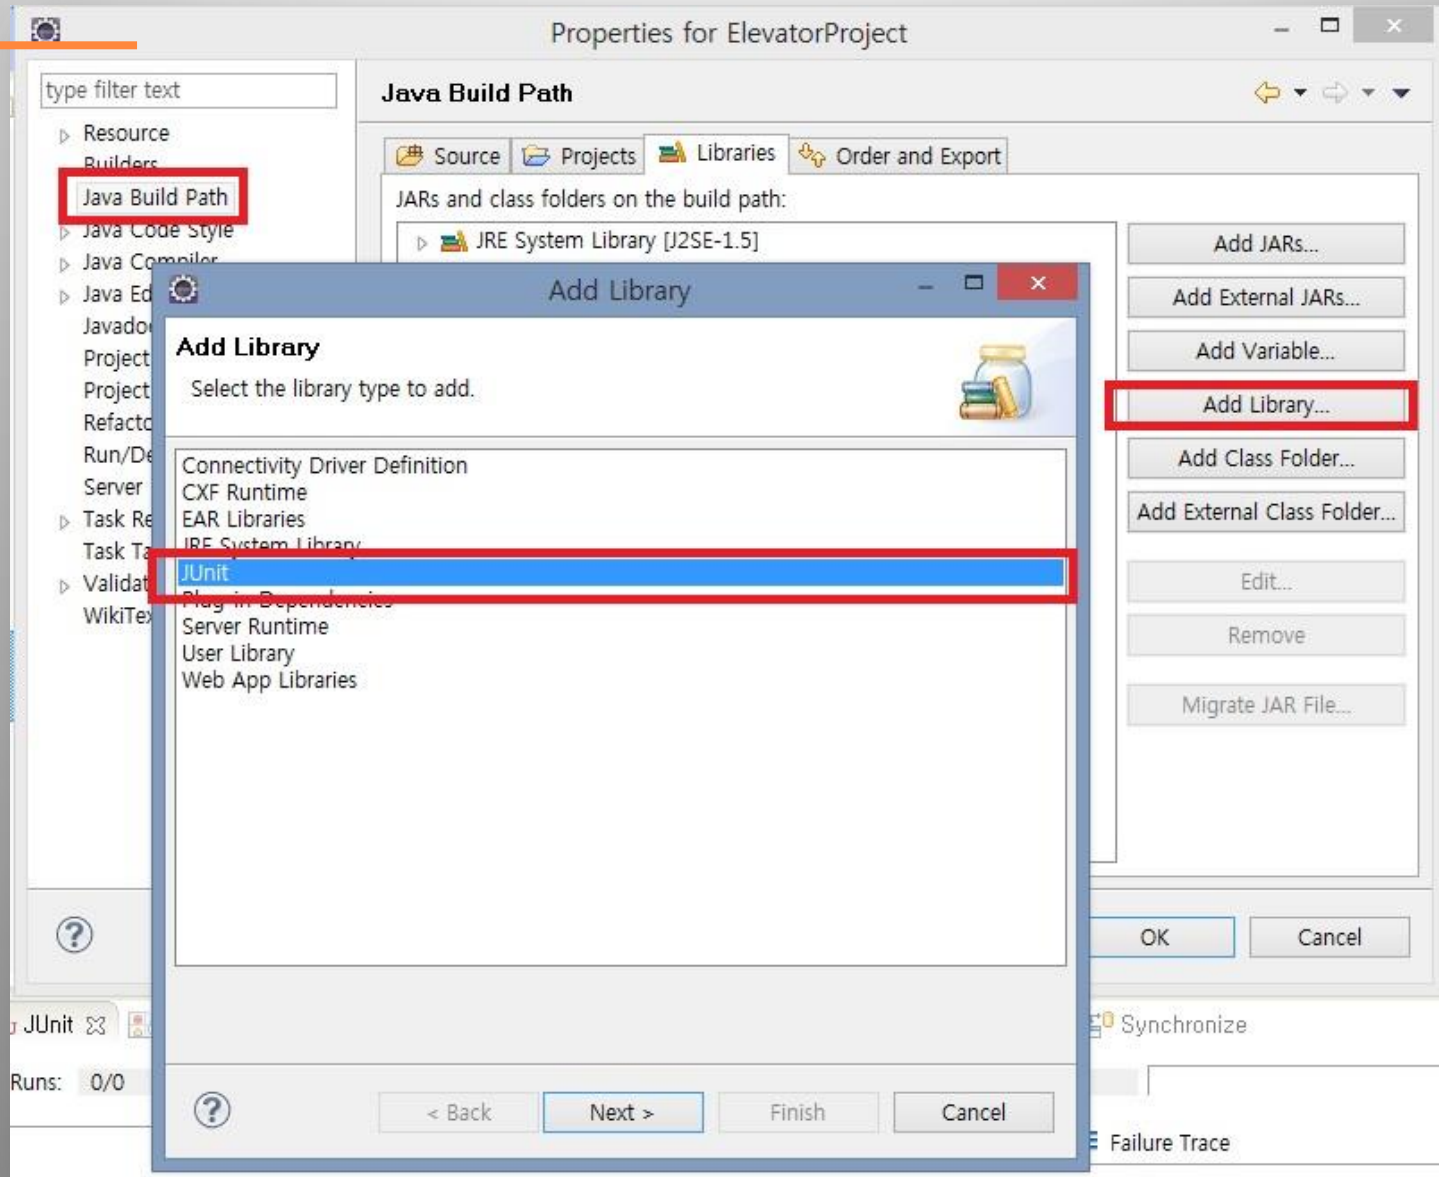 Properties for ElevatorProject
type filter text
Resource
Builders
Java Build Path
Java Code Style
Java Compiler
Java Ed
Javado
Project
Project
Refacto
Run/De
Server
Task Re
Task Ta
Validat
WikiTex
Java Build Path
Source Projects Libraries Order and Export
JARs and class folders on the build path:
JRE System Library [J2SE-1.5]
Add JARs...
Add External JARs...
Add Variable...
Add Library...
Add Class Folder...
Add External Class Folder...
Edit...
Remove
Migrate JAR File...
OK Cancel
Add Library
Add Library
Select the library type to add.
Connectivity Driver Definition
CXF Runtime
EAR Libraries
JRE System Library
JUnit
Plug-in Dependencies
Server Runtime
User Library
Web App Libraries
< Back Next > Finish Cancel
JUnit
Synchronize
Runs: 0/0
Failure Trace